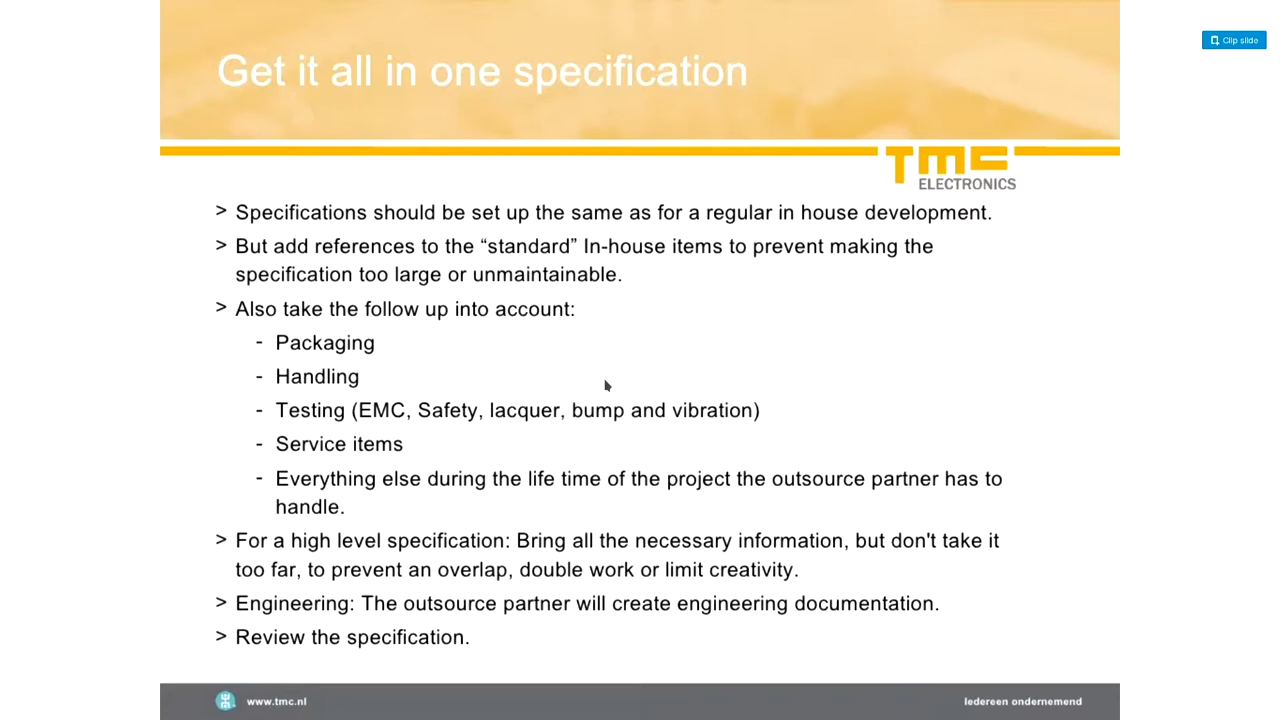 Get it all in one specification
Clip slide
TMC
ELECTRONICS
> Specifications should be set up the same as for a regular in house development.
> But add references to the “standard” In-house items to prevent making the
specification too large or unmaintainable.
> Also take the follow up into account:
- Packaging
- Handling
- Testing (EMC, Safety, lacquer, bump and vibration)
- Service items
- Everything else during the life time of the project the outsource partner has to
handle.
> For a high level specification: Bring all the necessary information, but don't take it
too far, to prevent an overlap, double work or limit creativity.
> Engineering: The outsource partner will create engineering documentation.
> Review the specification.
www.tmc.nl
Iedereen ondernemend